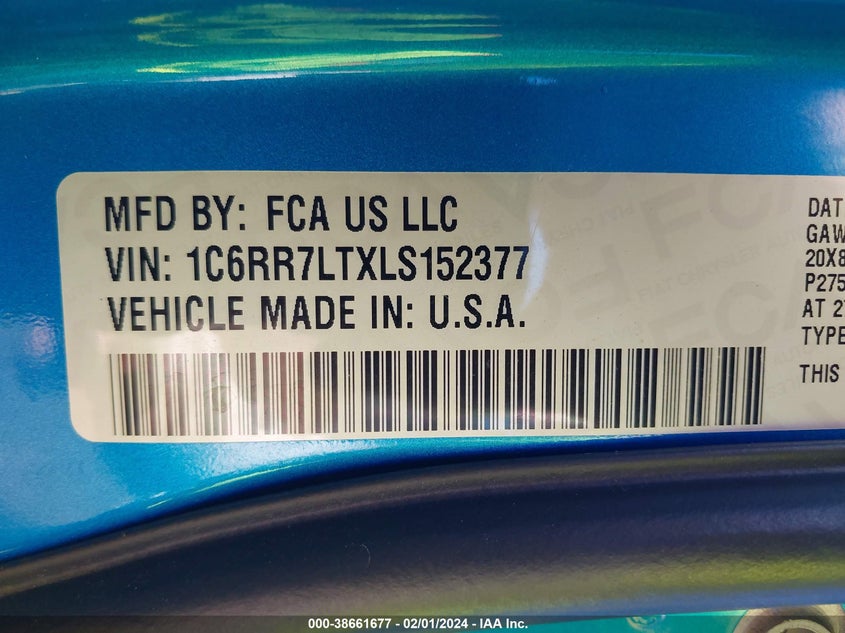 MFD BY: FCA US LLC
VIN: 1C6RR7LTXLS152377
VEHICLE MADE IN: U.S.A.
DAT
GAW
20X8
P275
AT 2
TYPE
THIS
000-38661677 / 02/01/2024 - IAA Inc.